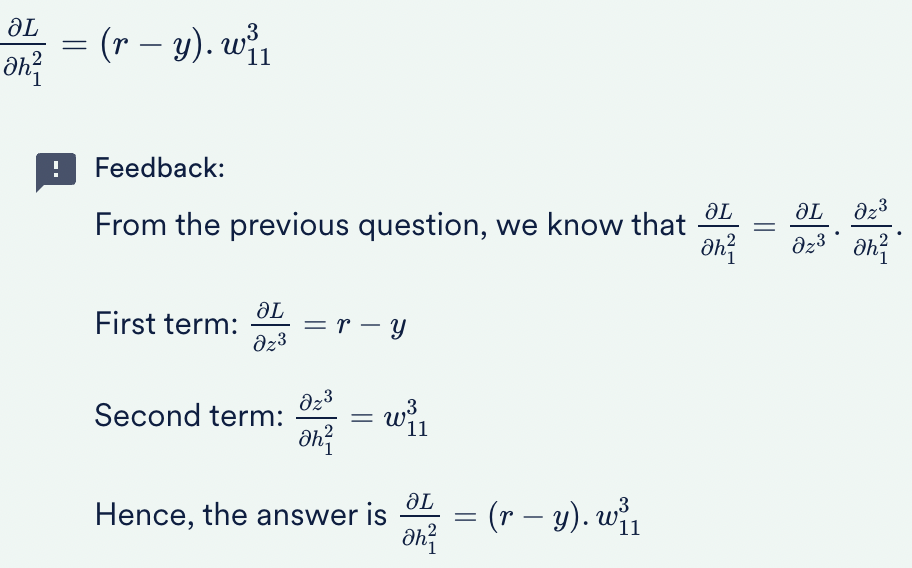 $\frac{\partial L}{\partial h_1^2} = (r - y). w_{11}^3$
Feedback:
From the previous question, we know that $\frac{\partial L}{\partial h_1^2} = \frac{\partial L}{\partial z^3} . \frac{\partial z^3}{\partial h_1^2}$.
First term: $\frac{\partial L}{\partial z^3} = r - y$
Second term: $\frac{\partial z^3}{\partial h_1^2} = w_{11}^3$
Hence, the answer is $\frac{\partial L}{\partial h_1^2} = (r - y). w_{11}^3$